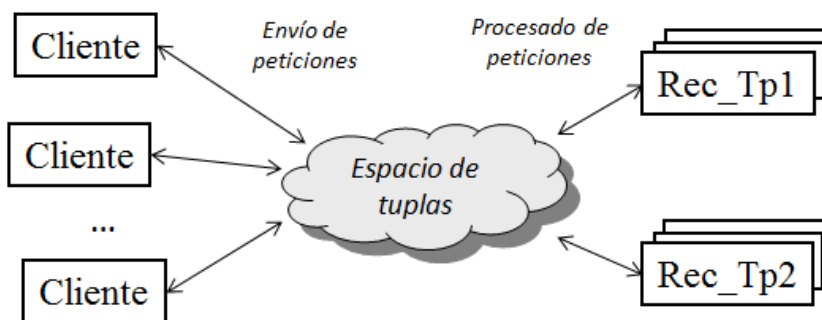 Cliente
Envío de
peticiones
Procesado de
peticiones
Rec_Tp1
Cliente
Espacio de
tuplas
...
Cliente
Rec_Tp2